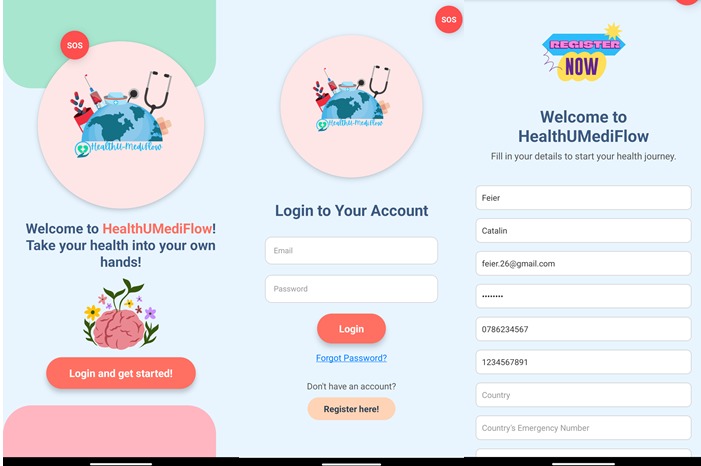 SOS
HealthU-MediFlow
Welcome to HealthUMediFlow!
Take your health into your own
hands!
Login and get started!
SOS
HealthU-MediFlow
Login to Your Account
Email
Password
Login
Forgot Password?
Don't have an account?
Register here!
REGISTER
NOW
Welcome to
HealthUMediFlow
Fill in your details to start your health journey.
Feier
Catalin
feier.26@gmail.com
••••••••
0786234567
1234567891
Country
Country's Emergency Number